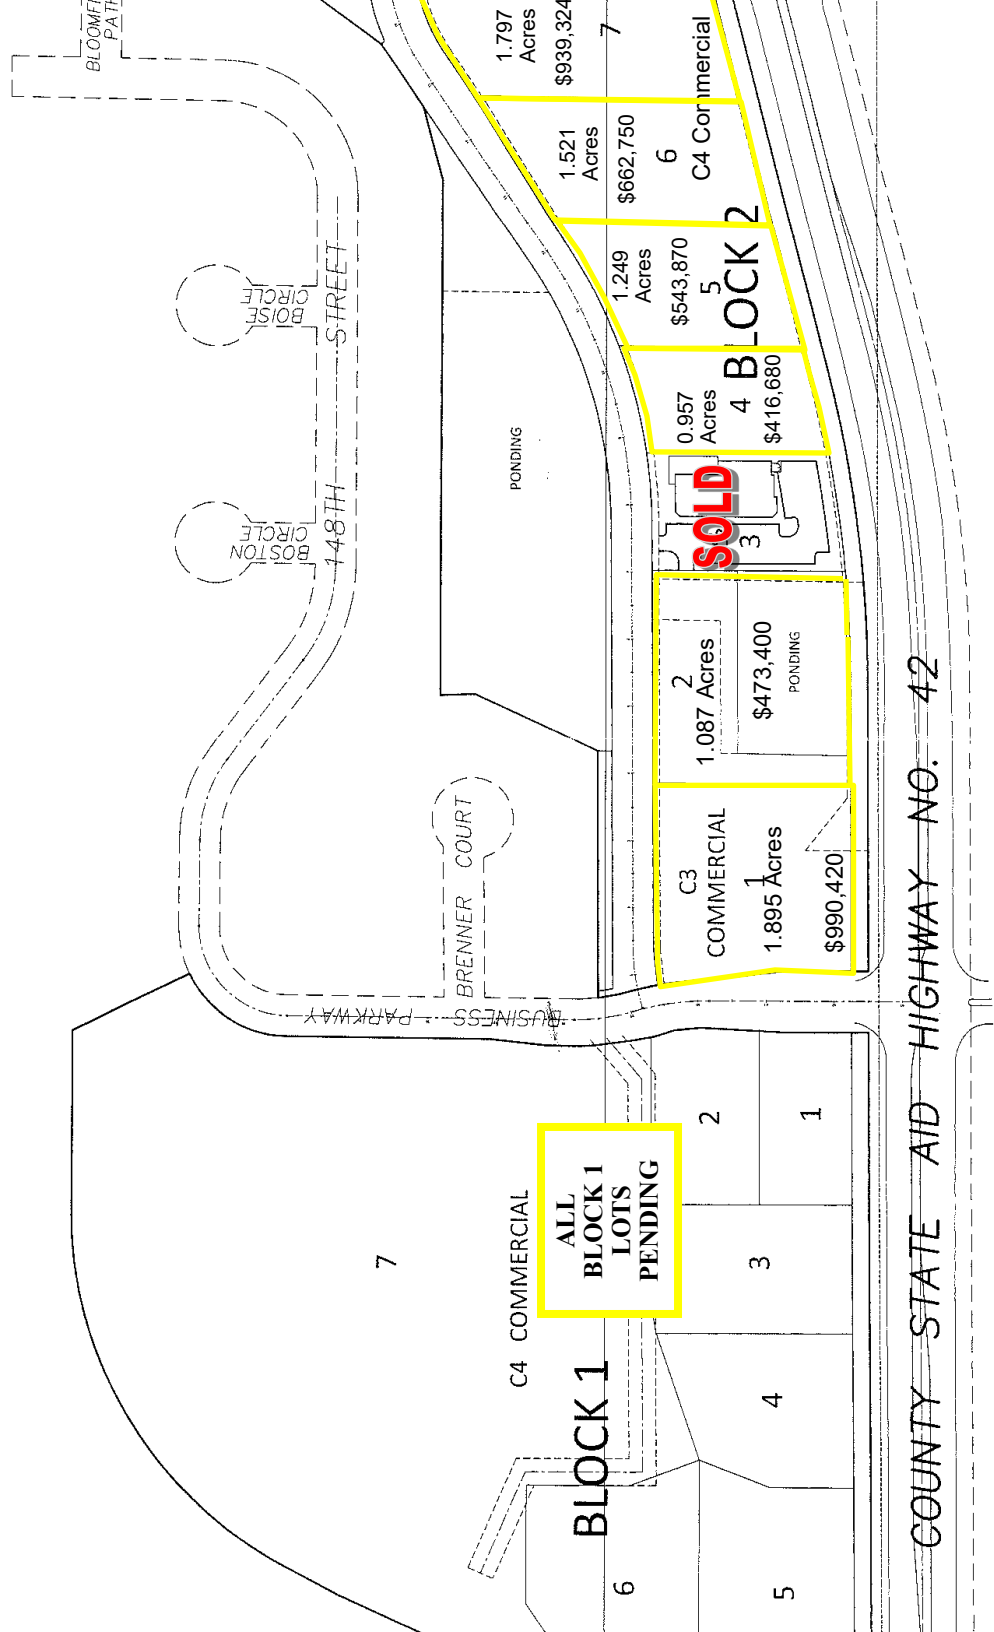 BLOOMFI
PATH
BOISE
CIRCLE
BOSTON
CIRCLE
148TH STREET
BRENNER COURT
BUSINESS PARKWAY
PONDING
1.797
Acres
$939,324
7
1.521
Acres
$662,750
6
C4 Commercial
1.249
Acres
$543,870
5
BLOCK 2
0.957
Acres
4
$416,680
SOLD
3
2
1.087 Acres
$473,400
PONDING
C3
COMMERCIAL
1
1.895 Acres
$990,420
COUNTY STATE AID HIGHWAY NO. 42
7
C4 COMMERCIAL
ALL
BLOCK 1
LOTS
PENDING
BLOCK 1
2
1
3
4
6
5